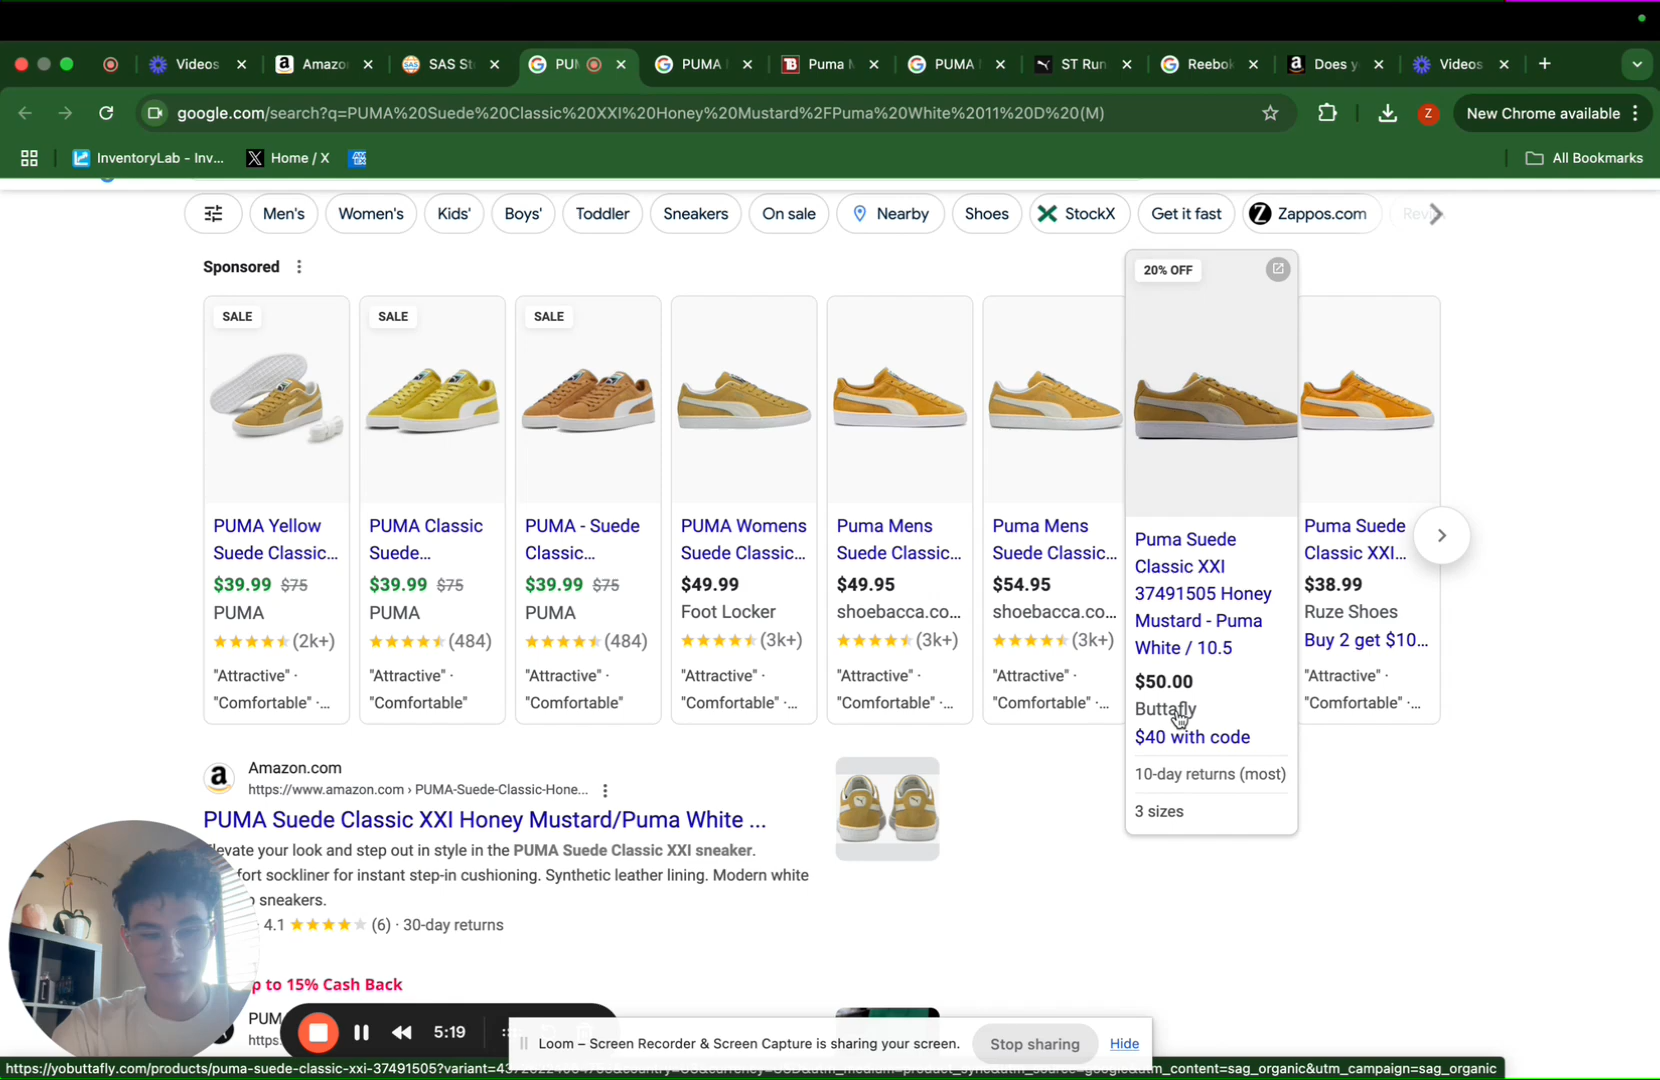 Videos
Amazo
SAS St
PU
PUMA
Puma M
PUMA
ST Run
Reebok
Does y
Videos
google.com/search?q=PUMA%20Suede%20Classic%20XXI%20Honey%20Mustard%2FPuma%20White%2011%20D%20(M)
Z
New Chrome available
InventoryLab - Inv...
Home / X
All Bookmarks
Men's
Women's
Kids'
Boys'
Toddler
Sneakers
On sale
Nearby
Shoes
StockX
Get it fast
Zappos.com
Rev
Sponsored
SALE
PUMA Yellow
Suede Classic...
$39.99 $75
PUMA
(2k+)
"Attractive" ·
"Comfortable" ·...
SALE
PUMA Classic
Suede...
$39.99 $75
PUMA
(484)
"Attractive" ·
"Comfortable"
SALE
PUMA - Suede
Classic...
$39.99 $75
PUMA
(484)
"Attractive" ·
"Comfortable"
PUMA Womens
Suede Classic...
$49.99
Foot Locker
(3k+)
"Attractive" ·
"Comfortable" ·...
Puma Mens
Suede Classic...
$49.95
shoebacca.co...
(3k+)
"Attractive" ·
"Comfortable" ·...
Puma Mens
Suede Classic...
$54.95
shoebacca.co...
(3k+)
"Attractive" ·
"Comfortable" ·...
20% OFF
Puma Suede
Classic XXI
37491505 Honey
Mustard - Puma
White / 10.5
$50.00
Buttafly
$40 with code
10-day returns (most)
3 sizes
Puma Suede
Classic XXI...
$38.99
Ruze Shoes
Buy 2 get $10...
"Attractive" ·
"Comfortable" ·...
Amazon.com
https://www.amazon.com › PUMA-Suede-Classic-Hone...
PUMA Suede Classic XXI Honey Mustard/Puma White ...
levate your look and step out in style in the PUMA Suede Classic XXI sneaker.
fort sockliner for instant step-in cushioning. Synthetic leather lining. Modern white
sneakers.
4.1 (6) · 30-day returns
p to 15% Cash Back
PUM
https:
5:19
Loom – Screen Recorder & Screen Capture is sharing your screen.
Stop sharing
Hide